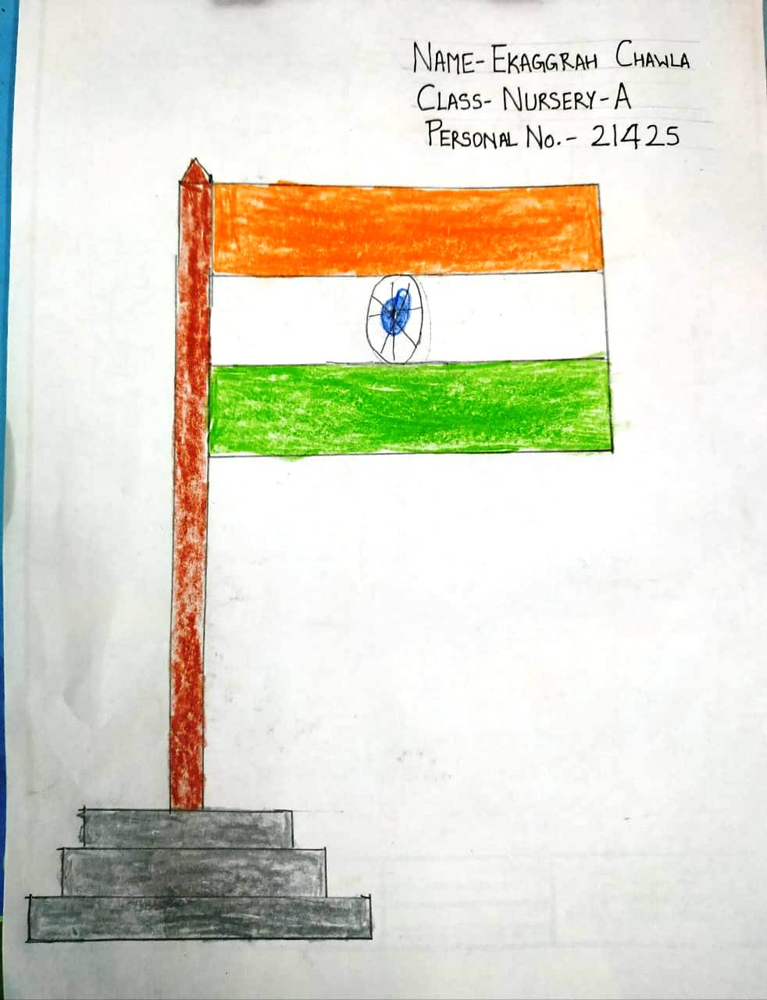 NAME- EKAGGRAH CHAWLA
CLASS- NURSERY-A
PERSONAL NO.- 21425